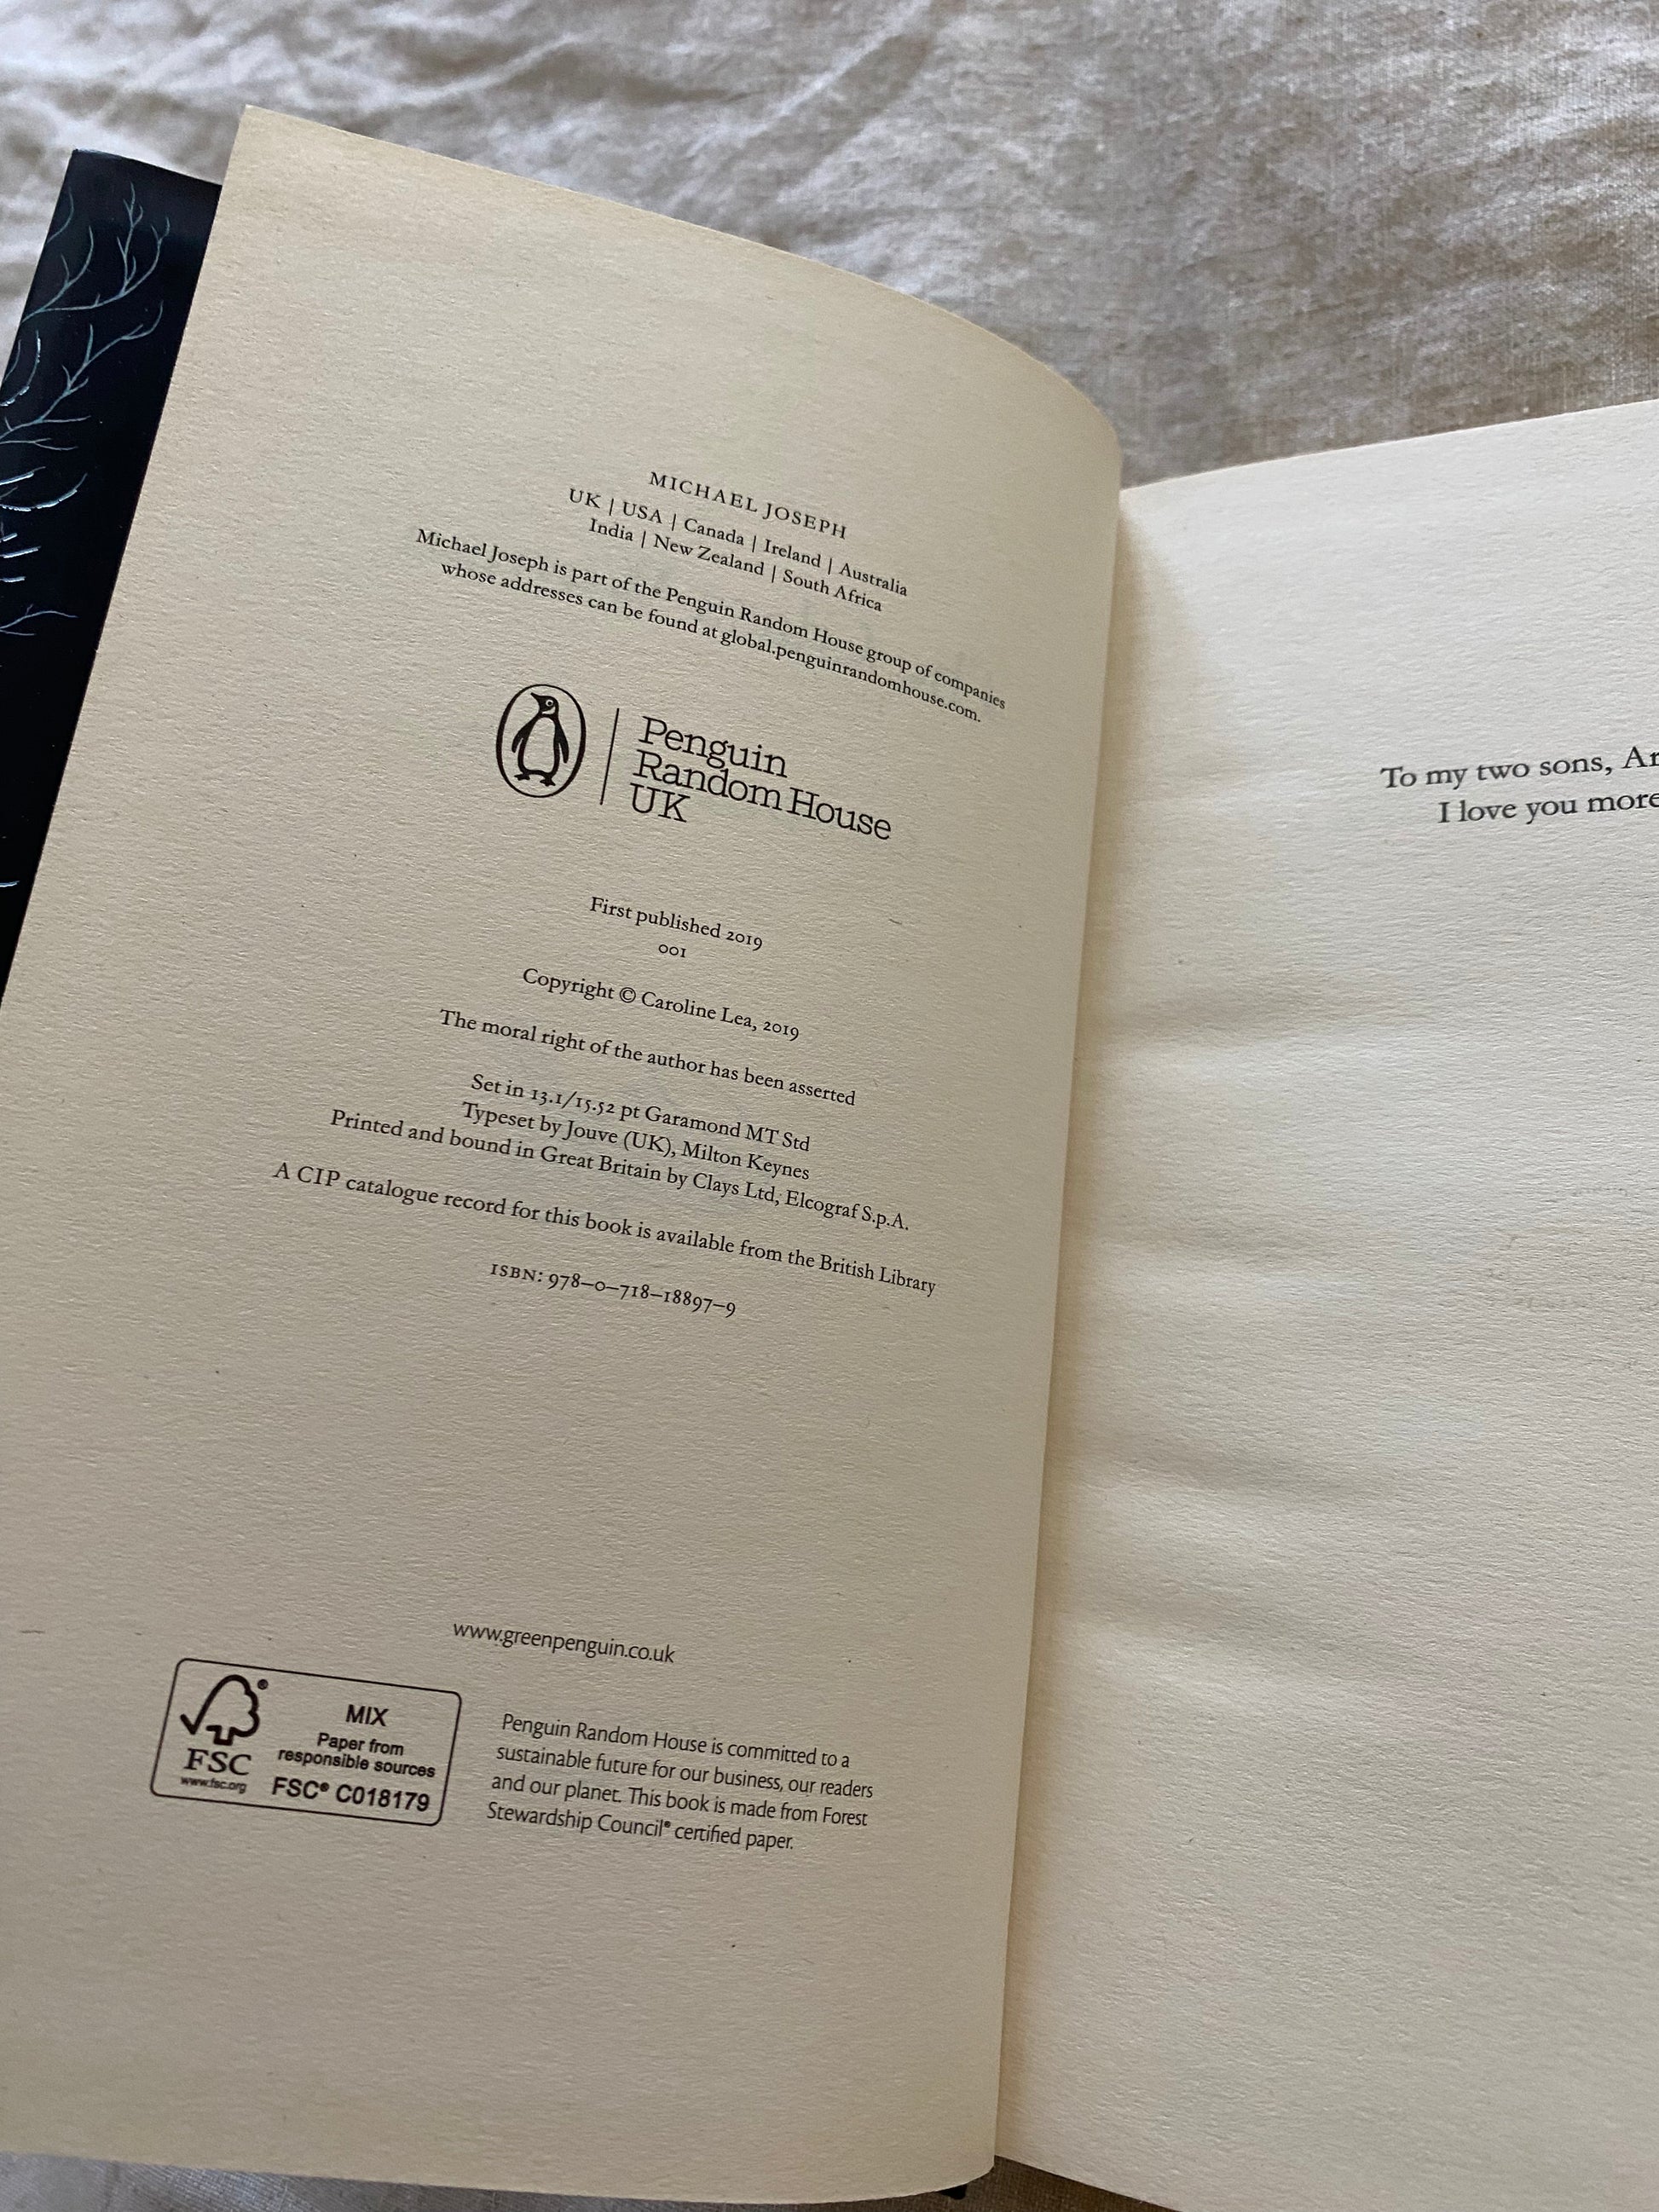 MICHAEL JOSEPH
UK | USA | Canada | Ireland | Australia
India | New Zealand | South Africa
Michael Joseph is part of the Penguin Random House group of companies
whose addresses can be found at global.penguinrandomhouse.com.
Penguin
Random House
UK
First published 2019
001
Copyright © Caroline Lea, 2019
The moral right of the author has been asserted
Set in 13.1/15.52 pt Garamond MT Std
Typeset by Jouve (UK), Milton Keynes
Printed and bound in Great Britain by Clays Ltd, Elcograf S.p.A.
A CIP catalogue record for this book is available from the British Library
ISBN: 978–0–718–18897–9
www.greenpenguin.co.uk
MIX
Paper from
responsible sources
FSC® C018179
FSC
www.fsc.org
®
Penguin Random House is committed to a
sustainable future for our business, our readers
and our planet. This book is made from Forest
Stewardship Council® certified paper.
To my two sons, Ar
I love you more